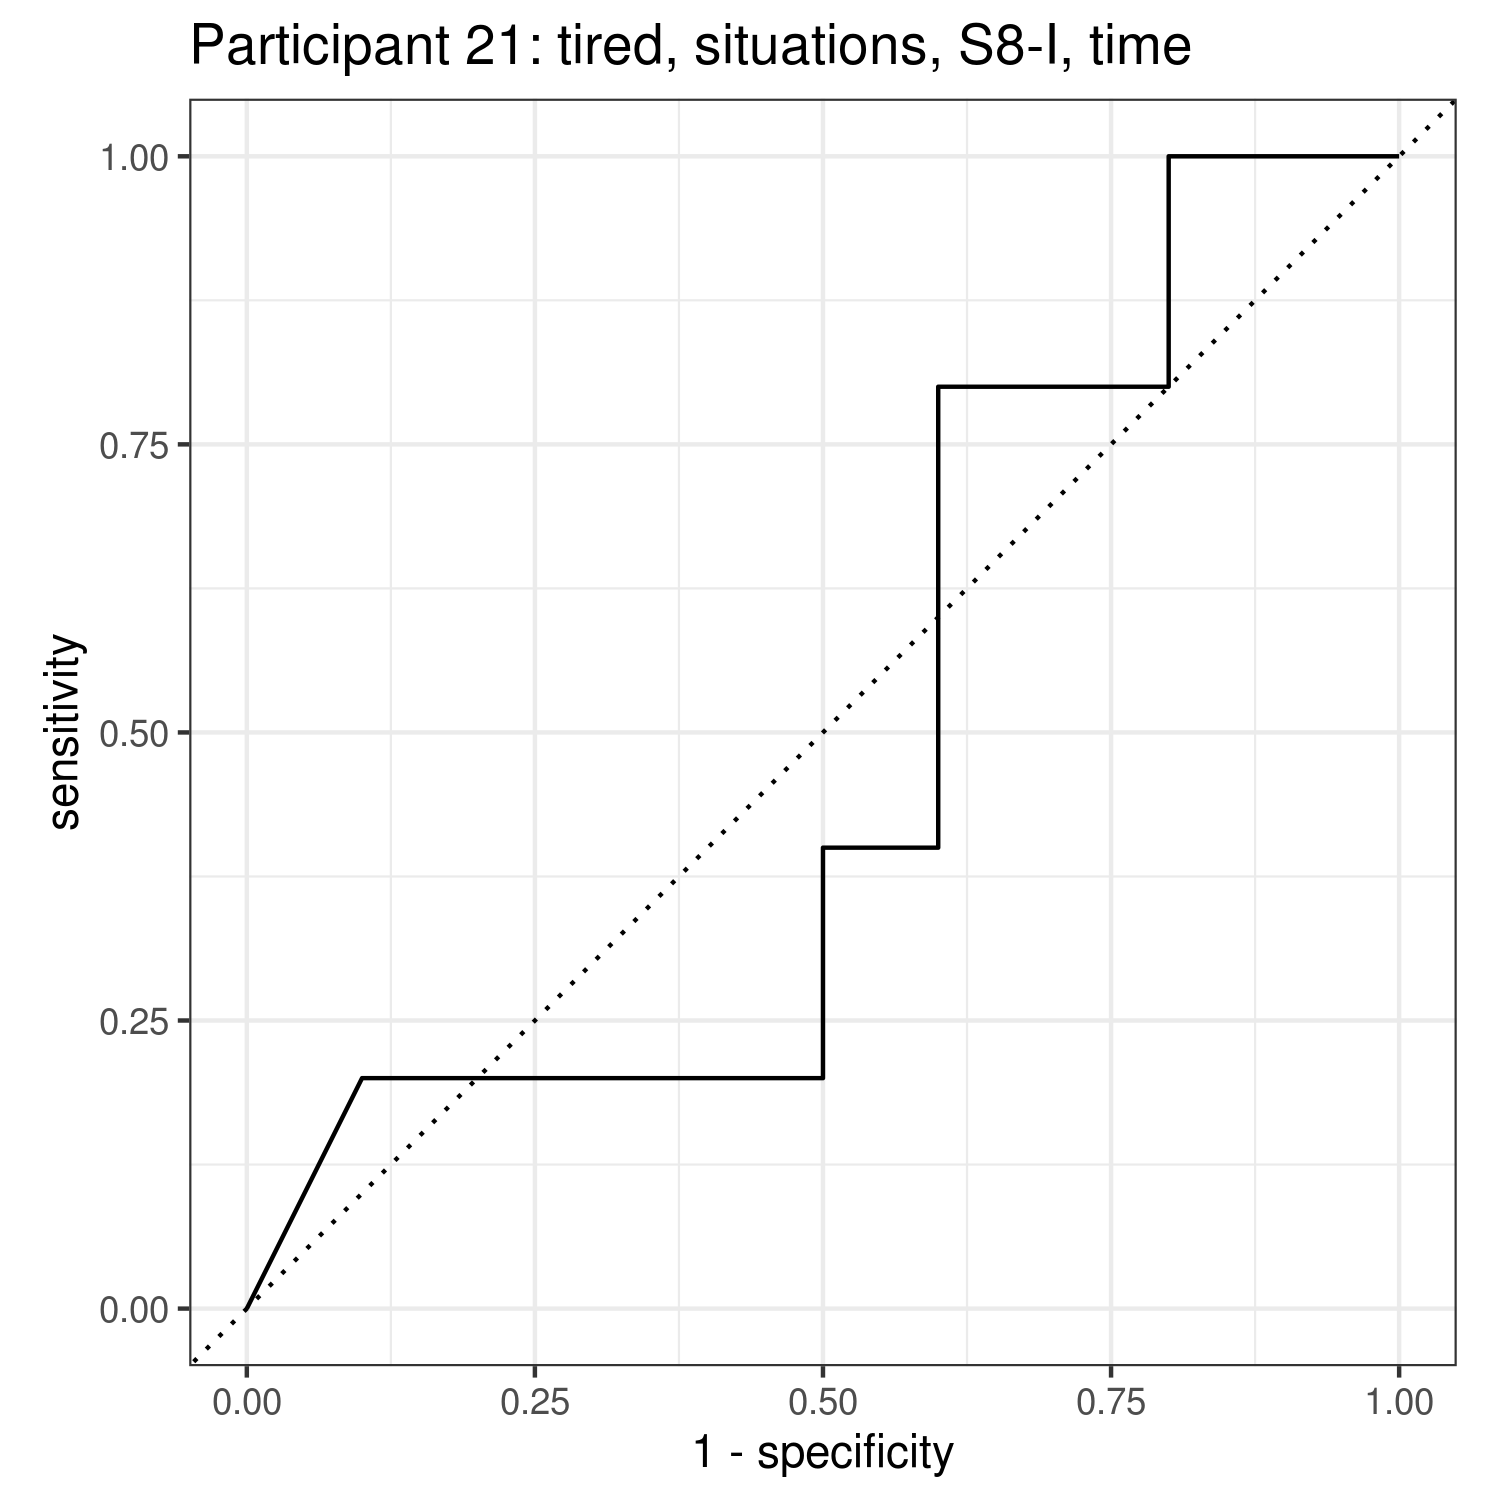 Participant 21: tired, situations, S8-I, time
1.00
0.75
0.50
0.25
0.00
sensitivity
0.00 0.25 0.50 0.75 1.00
1 - specificity